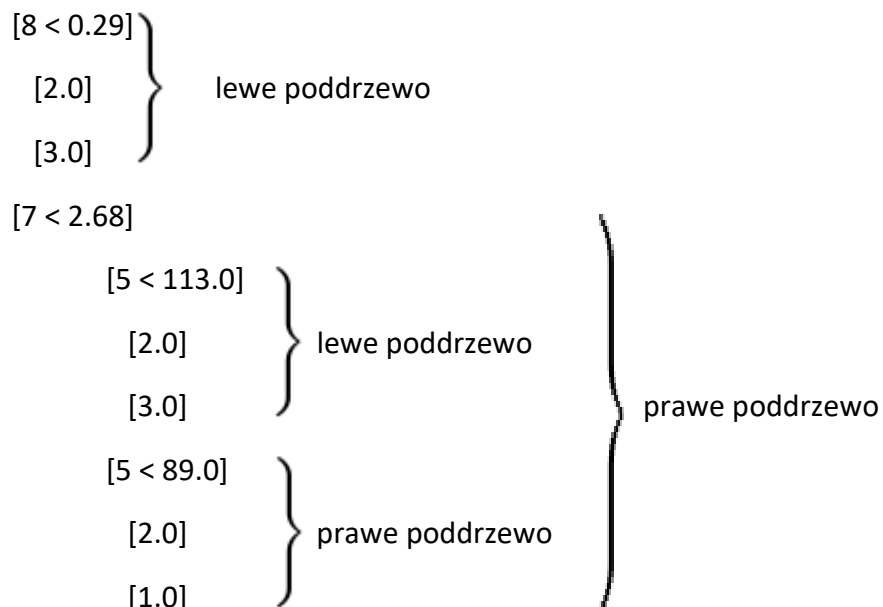 [8 < 0.29]
[2.0] lewe poddrzewo
[3.0]
[7 < 2.68]
[5 < 113.0]
[2.0] lewe poddrzewo
[3.0]
prawe poddrzewo
[5 < 89.0]
[2.0] prawe poddrzewo
[1.0]